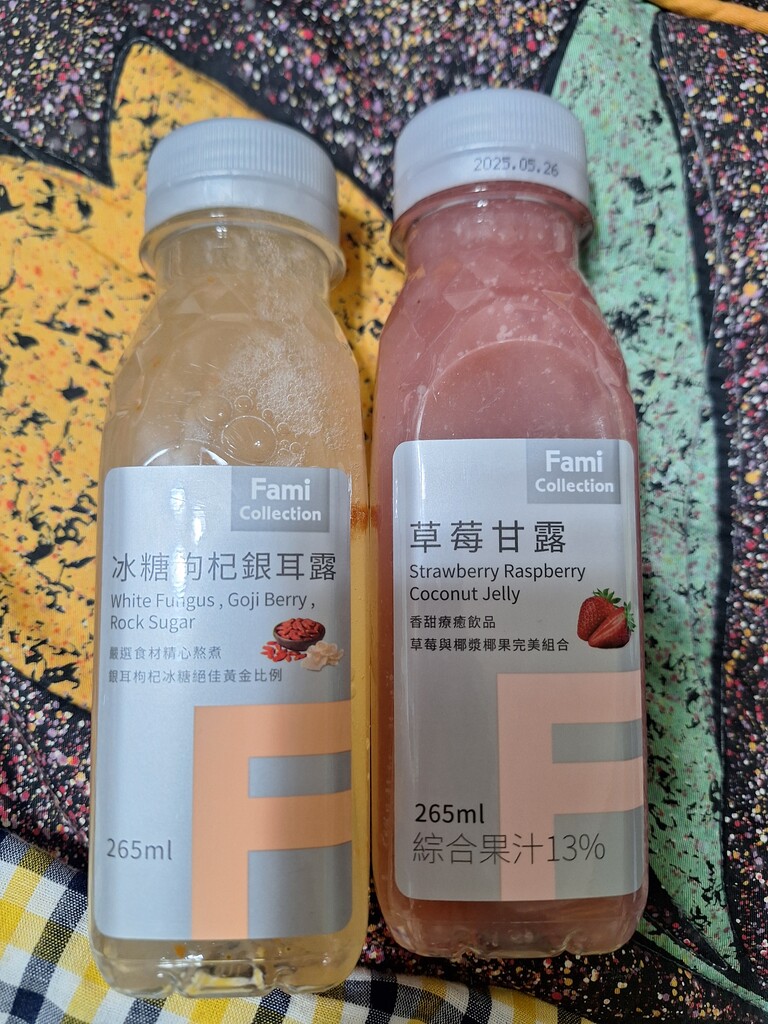 Fami
Collection
冰糖枸杞銀耳露
White Fungus , Goji Berry ,
Rock Sugar
嚴選食材精心熬煮
銀耳枸杞冰糖絕佳黃金比例
265ml
2025.05.26
Fami
Collection
草莓甘露
Strawberry Raspberry
Coconut Jelly
香甜療癒飲品
草莓與椰漿椰果完美組合
265ml
綜合果汁13%